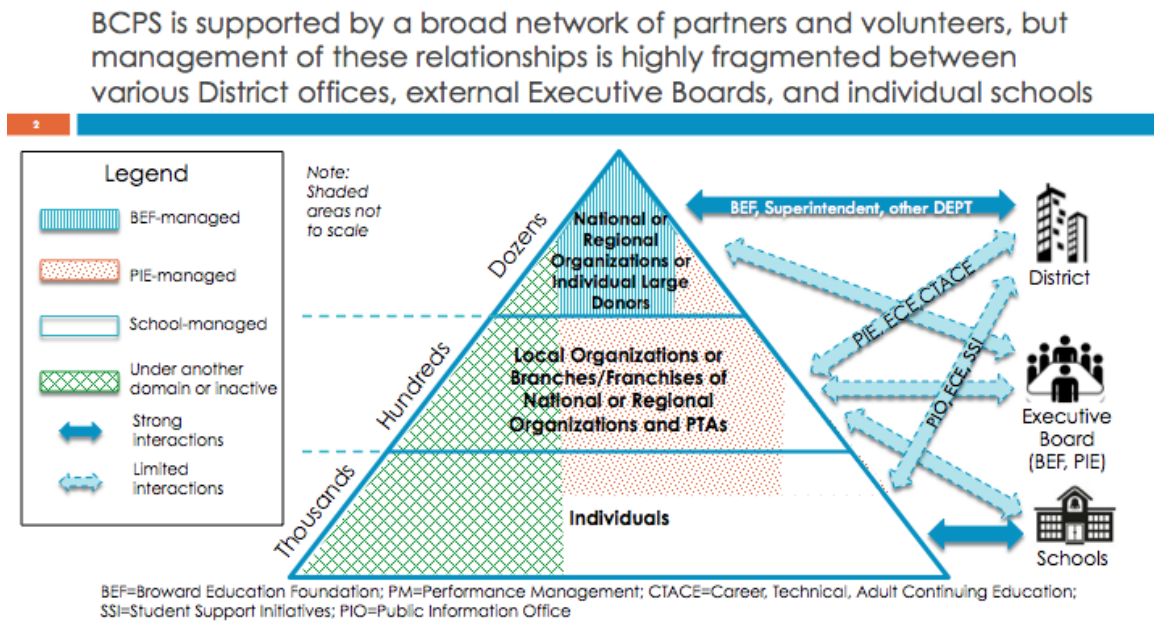 BCPS is supported by a broad network of partners and volunteers, but
management of these relationships is highly fragmented between
various District offices, external Executive Boards, and individual schools
2
Legend
BEF-managed
PIE-managed
School-managed
Under another
domain or inactive
Strong
interactions
Limited
interactions
Note:
Shaded
areas not
to scale
Dozens
Hundreds
Thousands
National or
Regional
Organizations or
Individual Large
Donors
Local Organizations or
Branches/Franchises of
National or Regional
Organizations and PTAs
Individuals
BEF, Superintendent, other DEPT
PIE, ECE,CTACE
PIO, ECE, SSI
District
Executive
Board
(BEF, PIE)
Schools
BEF=Broward Education Foundation; PM=Performance Management; CTACE=Career, Technical, Adult Continuing Education;
SSI=Student Support Initiatives; PIO=Public Information Office